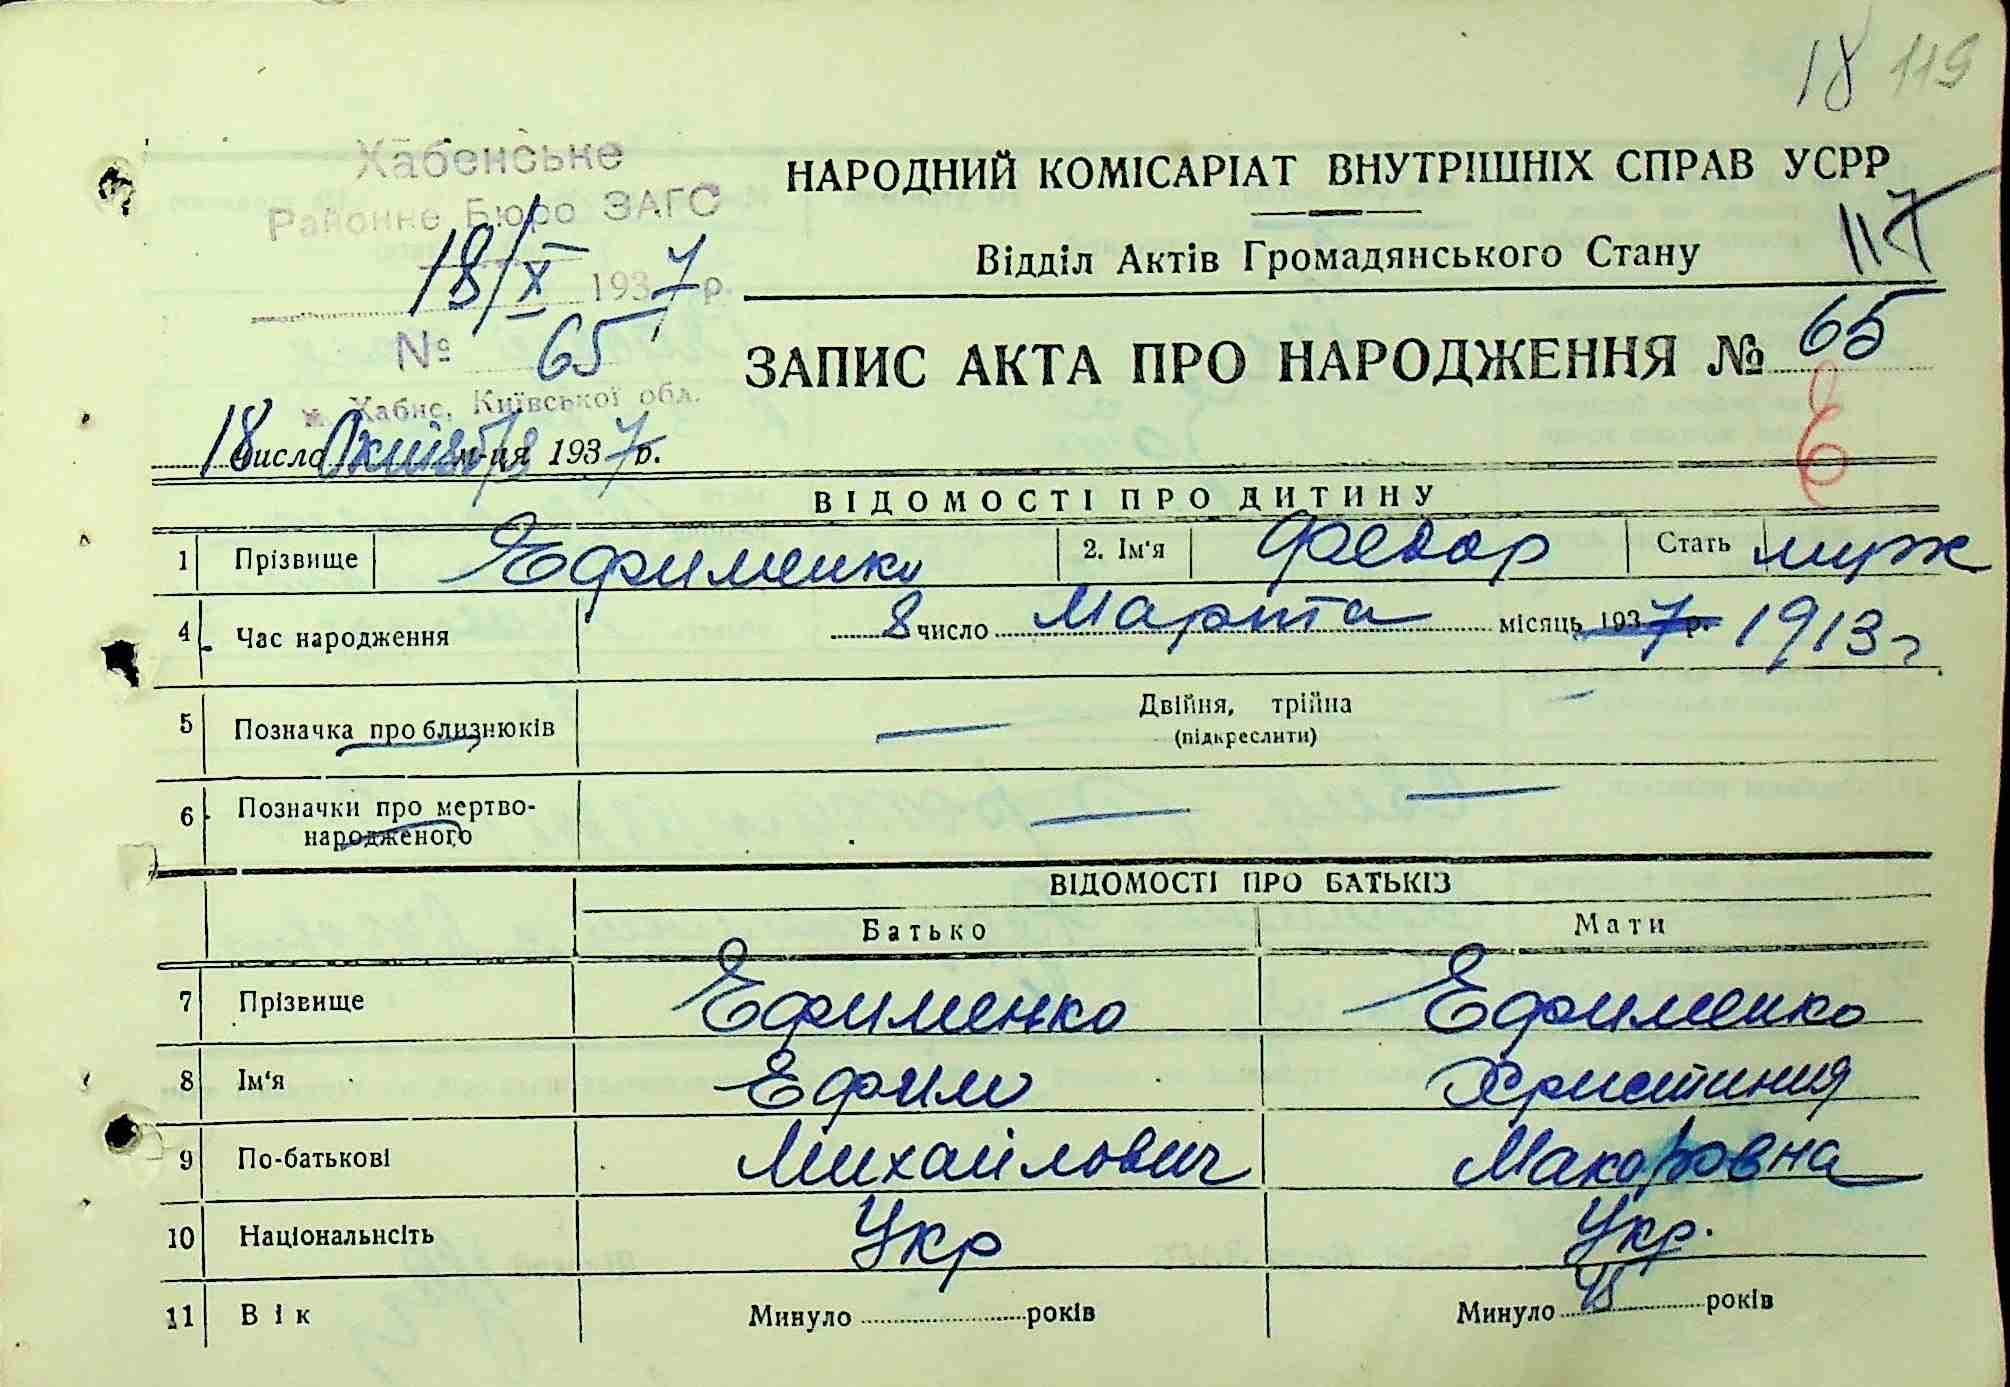 18 119
Хабенське
Районне Бюро ЗАГС
18/X 1937 р.
№ 65
м. Хабне, Київської обл.
НАРОДНИЙ КОМІСАРІАТ ВНУТРІШНІХ СПРАВ УСРР
117
Відділ Актів Громадянського Стану
ЗАПИС АКТА ПРО НАРОДЖЕННЯ № 65
Е
18 число Октября м-ця 1937 р.
ВІДОМОСТІ ПРО ДИТИНУ
1 Прізвище Ефименко 2. Ім'я Федор Стать муж
4 Час народження 8 число Марта місяць 1937 р. 1913 г
5 Позначка про близнюків — Двійня, трійна —
(підкреслити)
6 Позначки про мертво-
народженого — —
ВІДОМОСТІ ПРО БАТЬКІВ
Батько Мати
7 Прізвище Ефименко Ефименко
8 Ім'я Ефим Христиния
9 По-батькові Михайлович Макаровна
10 Національнсіть Укр Укр.
11 Вік Минуло років Минуло 45 років